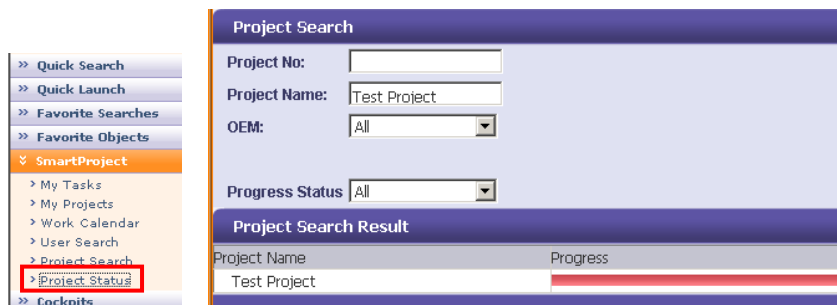 » Quick Search
» Quick Launch
» Favorite Searches
» Favorite Objects
SmartProject
> My Tasks
> My Projects
> Work Calendar
> User Search
> Project Search
> Project Status
» Cockpits
Project Search
Project No:
Project Name: Test Project
OEM: All
Progress Status All
Project Search Result
Project Name Progress
Test Project